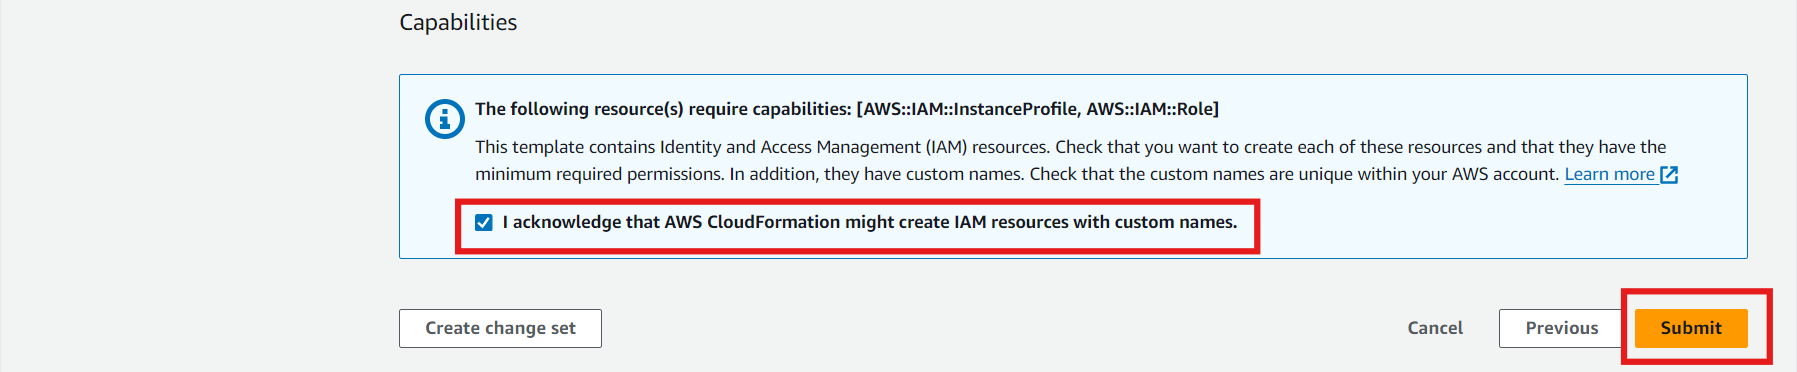 Capabilities
The following resource(s) require capabilities: [AWS::IAM::InstanceProfile, AWS::IAM::Role]
This template contains Identity and Access Management (IAM) resources. Check that you want to create each of these resources and that they have the
minimum required permissions. In addition, they have custom names. Check that the custom names are unique within your AWS account. Learn more
I acknowledge that AWS CloudFormation might create IAM resources with custom names.
Create change set
Cancel
Previous
Submit